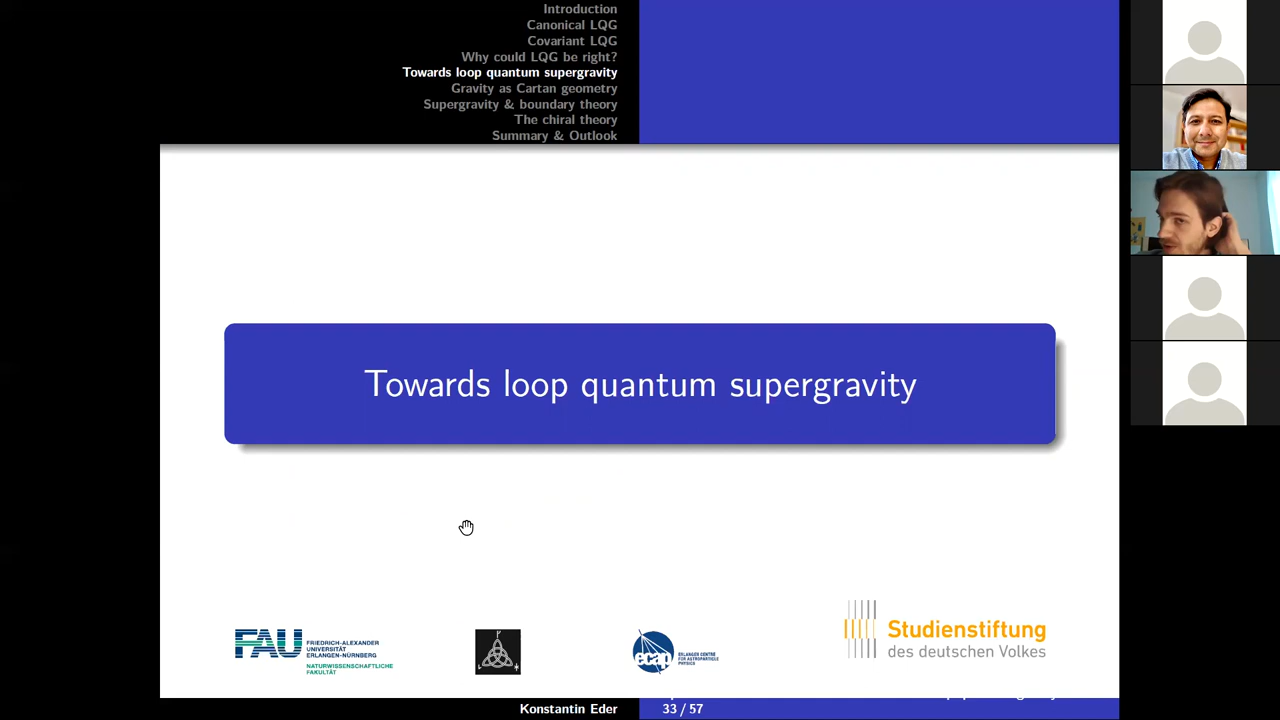 Introduction
Canonical LQG
Covariant LQG
Why could LQG be right?
Towards loop quantum supergravity
Gravity as Cartan geometry
Supergravity & boundary theory
The chiral theory
Summary & Outlook
Towards loop quantum supergravity
FAU
FRIEDRICH-ALEXANDER
UNIVERSITÄT
ERLANGEN-NÜRNBERG
NATURWISSENSCHAFTLICHE
FAKULTÄT
ecap
ERLANGEN CENTRE
FOR ASTROPARTICLE
PHYSICS
Studienstiftung
des deutschen Volkes
Konstantin Eder
33 / 57